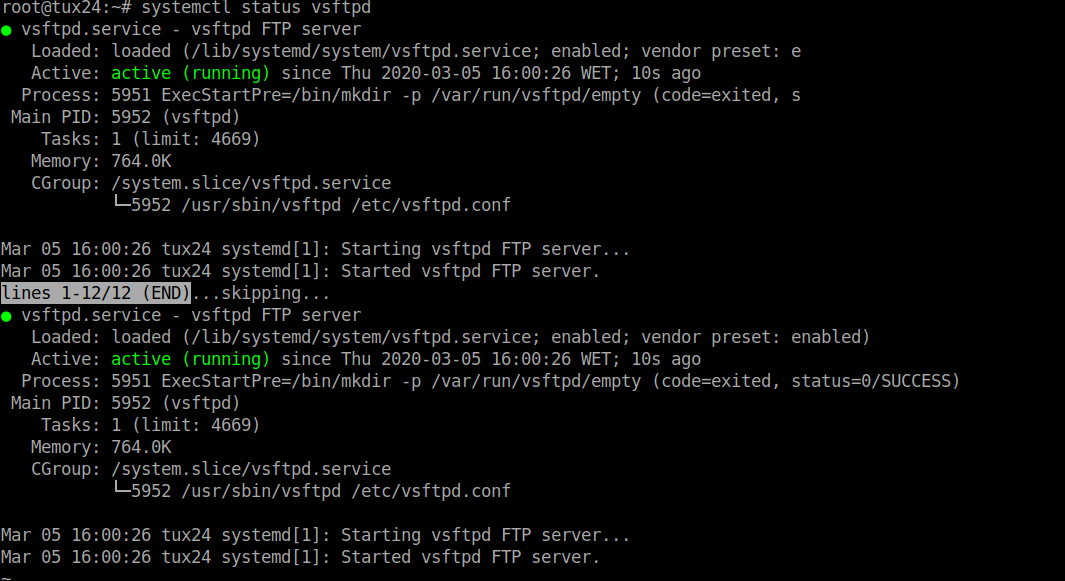 root@tux24:~# systemctl status vsftpd
● vsftpd.service - vsftpd FTP server
   Loaded: loaded (/lib/systemd/system/vsftpd.service; enabled; vendor preset: e
   Active: active (running) since Thu 2020-03-05 16:00:26 WET; 10s ago
  Process: 5951 ExecStartPre=/bin/mkdir -p /var/run/vsftpd/empty (code=exited, s
 Main PID: 5952 (vsftpd)
    Tasks: 1 (limit: 4669)
   Memory: 764.0K
   CGroup: /system.slice/vsftpd.service
           └─5952 /usr/sbin/vsftpd /etc/vsftpd.conf

Mar 05 16:00:26 tux24 systemd[1]: Starting vsftpd FTP server...
Mar 05 16:00:26 tux24 systemd[1]: Started vsftpd FTP server.
lines 1-12/12 (END)...skipping...
● vsftpd.service - vsftpd FTP server
   Loaded: loaded (/lib/systemd/system/vsftpd.service; enabled; vendor preset: enabled)
   Active: active (running) since Thu 2020-03-05 16:00:26 WET; 10s ago
  Process: 5951 ExecStartPre=/bin/mkdir -p /var/run/vsftpd/empty (code=exited, status=0/SUCCESS)
 Main PID: 5952 (vsftpd)
    Tasks: 1 (limit: 4669)
   Memory: 764.0K
   CGroup: /system.slice/vsftpd.service
           └─5952 /usr/sbin/vsftpd /etc/vsftpd.conf

Mar 05 16:00:26 tux24 systemd[1]: Starting vsftpd FTP server...
Mar 05 16:00:26 tux24 systemd[1]: Started vsftpd FTP server.
~